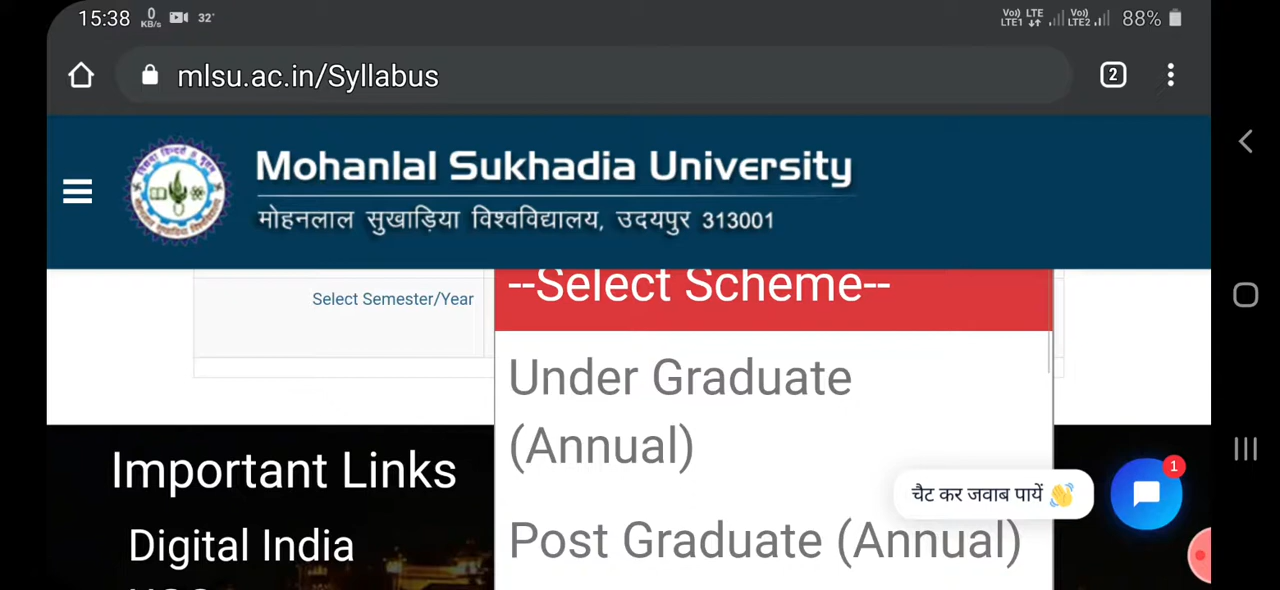 15:38 0 KB/s 32° Vo) LTE LTE1 Vo) LTE2 88%
mlsu.ac.in/Syllabus 2
Mohanlal Sukhadia University
मोहनलाल सुखाड़िया विश्वविद्यालय, उदयपुर 313001
--Select Scheme--
Select Semester/Year
Under Graduate
(Annual)
Important Links
चैट कर जवाब पायें 👋 1
Digital India
Post Graduate (Annual)